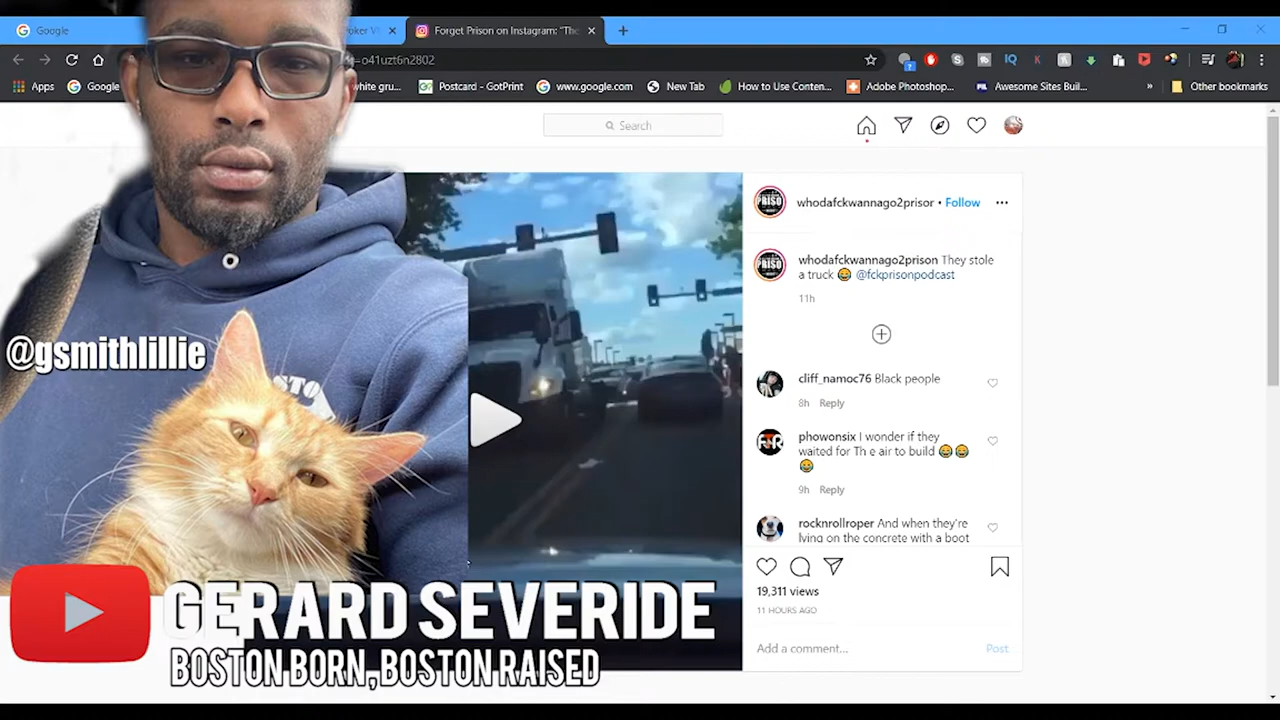 Google
oker V
Forget Prison on Instagram: "The
=o41uzt6n2802
Apps
Google
white gru...
Postcard - GotPrint
www.google.com
New Tab
How to Use Conten...
Adobe Photoshop...
Awesome Sites Buil...
»
Other bookmarks
Search
whodafckwannago2prisor • Follow
whodafckwannago2prison They stole
a truck 😂 @fckprisonpodcast
11h
cliff_namoc76 Black people
8h Reply
phowonsix I wonder if they
waited for Th e air to build 😂😂
😂
9h Reply
rocknrollroper And when they're
lying on the concrete with a boot
19,311 views
11 HOURS AGO
Add a comment...
Post
@gsmithlillie
GERARD SEVERIDE
BOSTON BORN, BOSTON RAISED